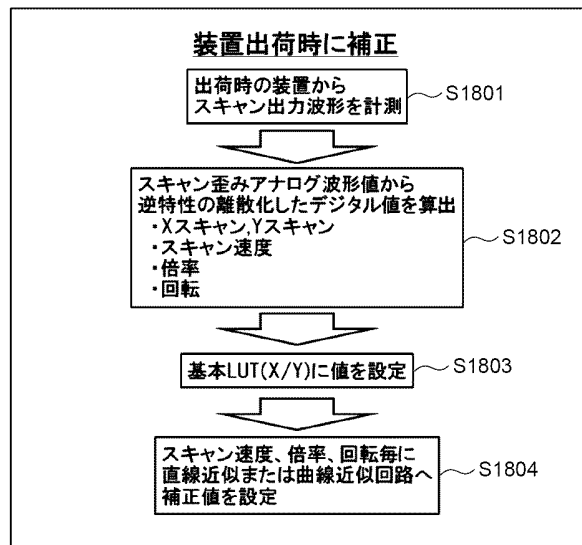 装置出荷時に補正
出荷時の装置から
スキャン出力波形を計測
S1801
スキャン歪みアナログ波形値から
逆特性の離散化したデジタル値を算出
・Xスキャン,Yスキャン
・スキャン速度
・倍率
・回転
S1802
基本LUT(X/Y)に値を設定
S1803
スキャン速度、倍率、回転毎に
直線近似または曲線近似回路へ
補正値を設定
S1804